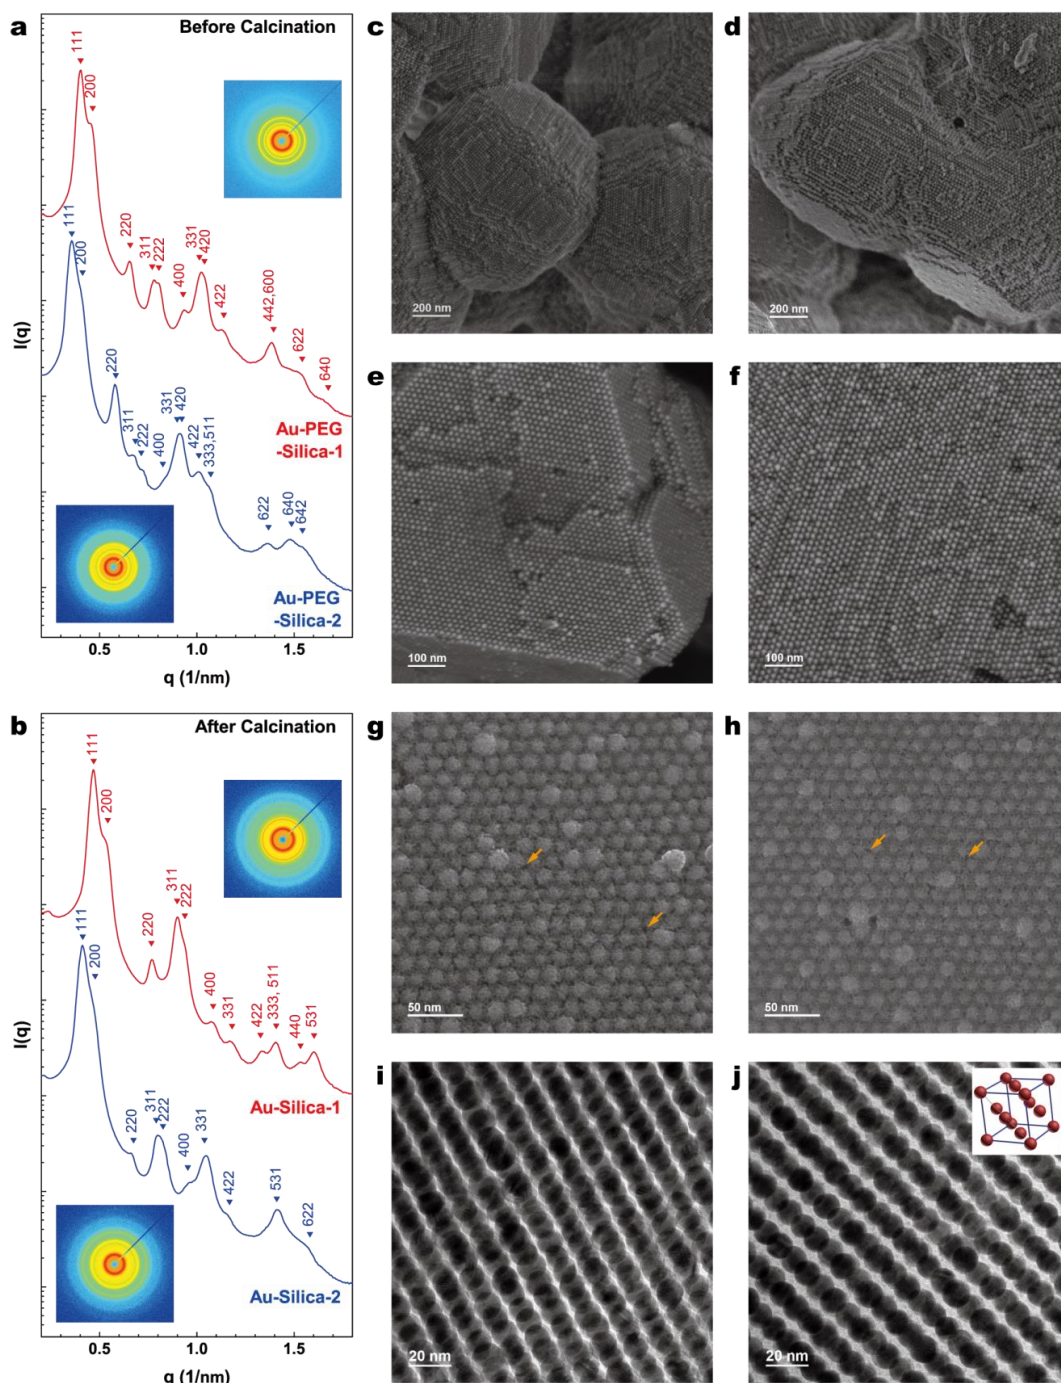 a
Before Calcination
111
200
220
311
222
400
331
420
422
442,600
622
640
Au-PEG
-Silica-1
111
200
220
311
222
400
331
420
422
333,511
622
640
642
Au-PEG
-Silica-2
I(q)
0.5
1.0
1.5
q (1/nm)
b
After Calcination
111
200
220
311
222
400
331
422
333, 511
440
531
Au-Silica-1
111
200
220
311
222
400
331
422
531
622
Au-Silica-2
I(q)
0.5
1.0
1.5
q (1/nm)
c
200 nm
d
200 nm
e
100 nm
f
100 nm
g
50 nm
h
50 nm
i
20 nm
j
20 nm